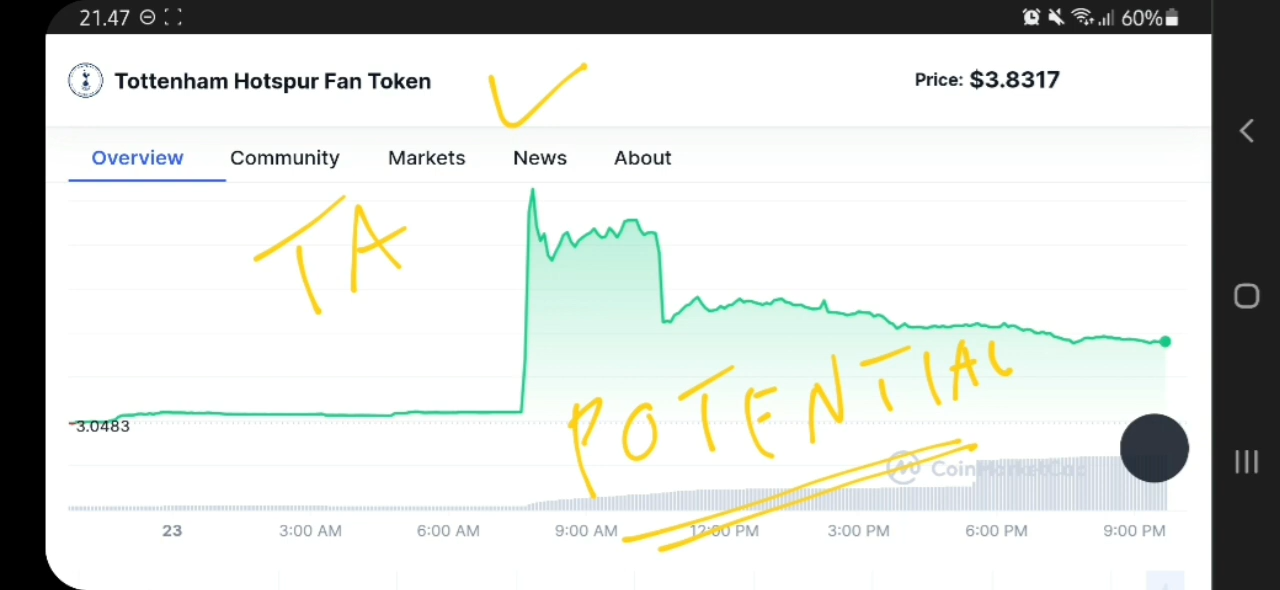 21.47 60%
Tottenham Hotspur Fan Token Price: $3.8317
Overview Community Markets News About
TA
POTENTIAL
3.0483
CoinMarketCap
23 3:00 AM 6:00 AM 9:00 AM 12:00 PM 3:00 PM 6:00 PM 9:00 PM